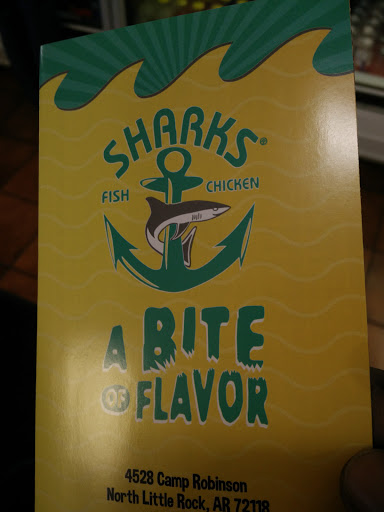 SHARKS®
FISH CHICKEN
A BITE
OF FLAVOR
4528 Camp Robinson
North Little Rock, AR 72118